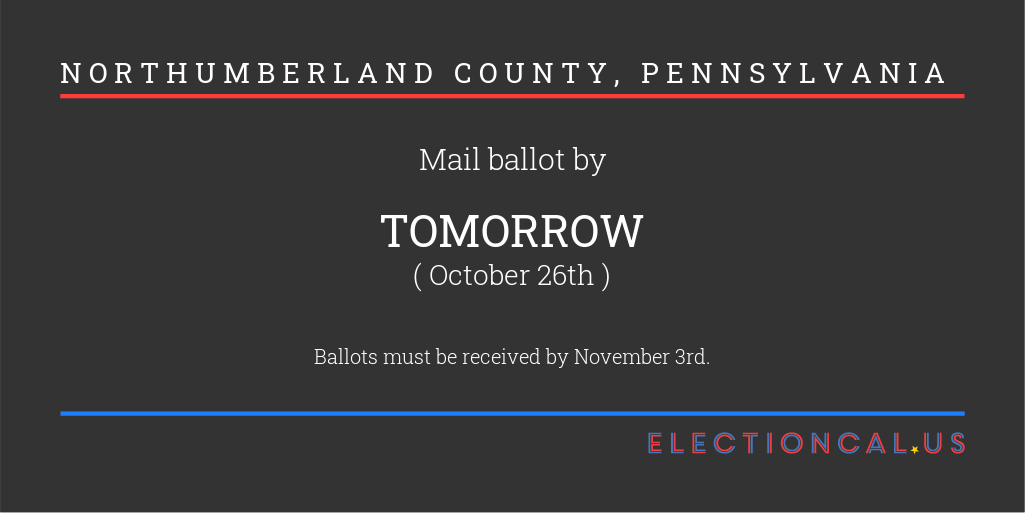 NORTHUMBERLAND COUNTY, PENNSYLVANIA
Mail ballot by
TOMORROW
( October 26th )
Ballots must be received by November 3rd.
ELECTIONCAL.US